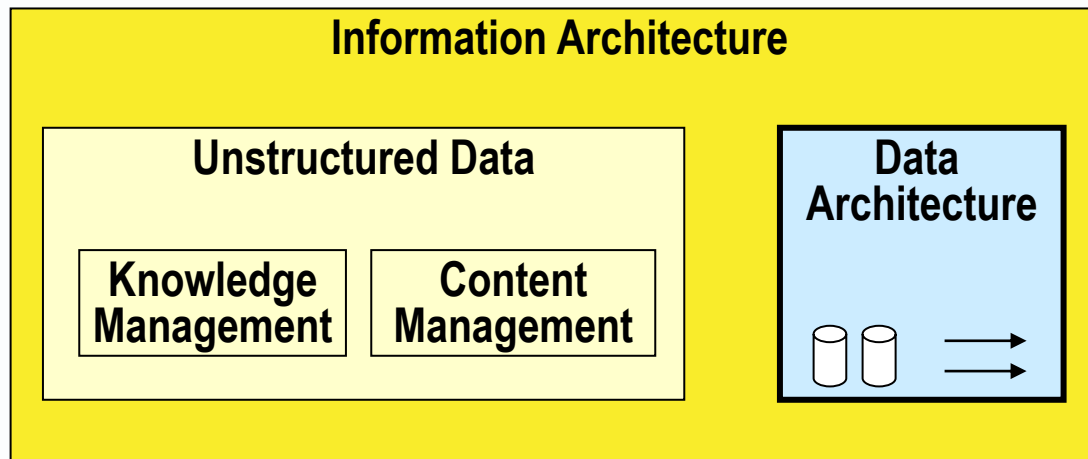 Information Architecture
Unstructured Data
Knowledge
Management
Content
Management
Data
Architecture